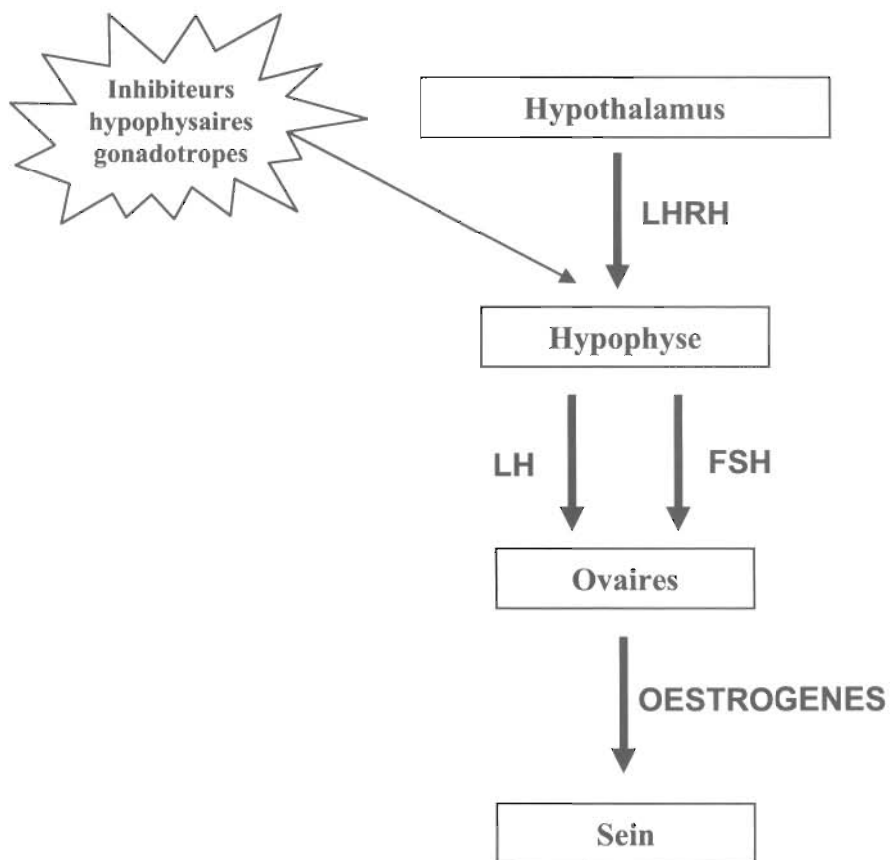 Inhibiteurs
hypophysaires
gonadotropes
Hypothalamus
LHRH
Hypophyse
LH
FSH
Ovaires
OESTROGENES
Sein